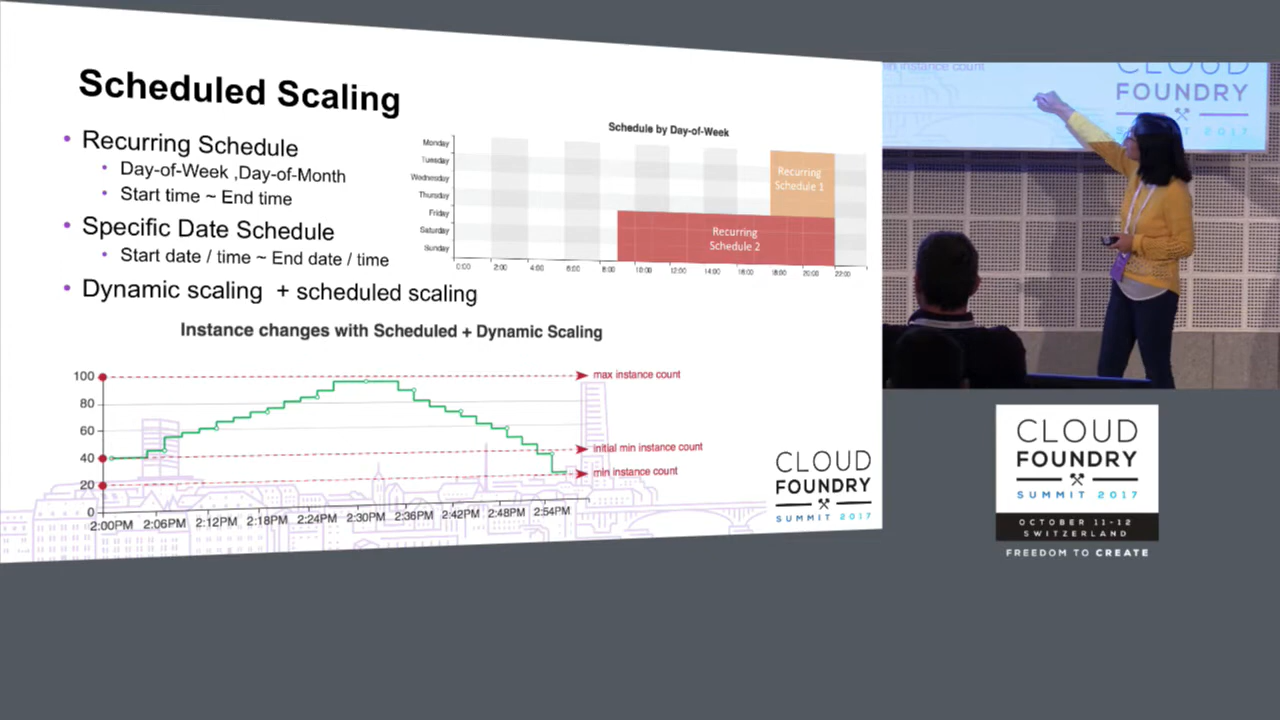 Scheduled Scaling
• Recurring Schedule
• Day-of-Week ,Day-of-Month
• Start time ~ End time
• Specific Date Schedule
• Start date / time ~ End date / time
• Dynamic scaling + scheduled scaling
Schedule by Day-of-Week
Monday
Tuesday
Wednesday
Thursday
Friday
Saturday
Sunday
Recurring
Schedule 1
Recurring
Schedule 2
0:00 2:00 4:00 6:00 8:00 10:00 12:00 14:00 16:00 18:00 20:00 22:00
Instance changes with Scheduled + Dynamic Scaling
100
80
60
40
20
0
max instance count
initial min instance count
min instance count
2:00PM 2:06PM 2:12PM 2:18PM 2:24PM 2:30PM 2:36PM 2:42PM 2:48PM 2:54PM
CLOUD
FOUNDRY
SUMMIT 2017
min instance count
CLOUD
FOUNDRY
SUMMIT 2017
CLOUD
FOUNDRY
SUMMIT 2017
OCTOBER 11-12
SWITZERLAND
FREEDOM TO CREATE